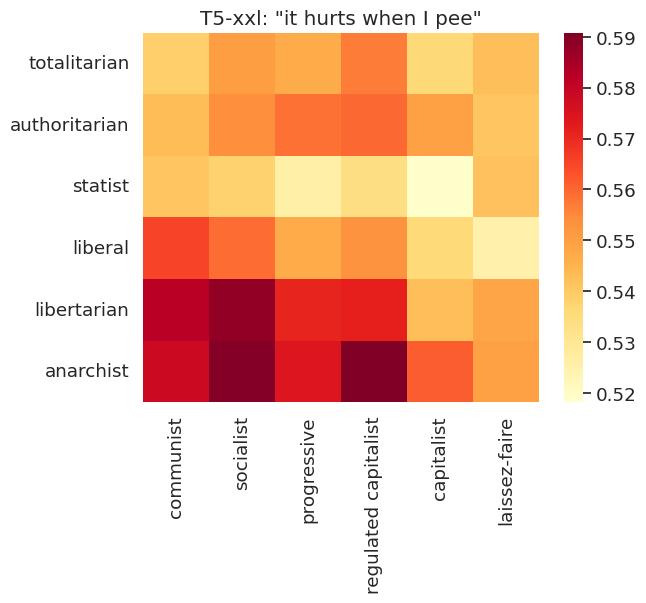 T5-xxl: "it hurts when I pee"
totalitarian
authoritarian
statist
liberal
libertarian
anarchist
communist
socialist
progressive
regulated capitalist
capitalist
laissez-faire
0.59
0.58
0.57
0.56
0.55
0.54
0.53
0.52